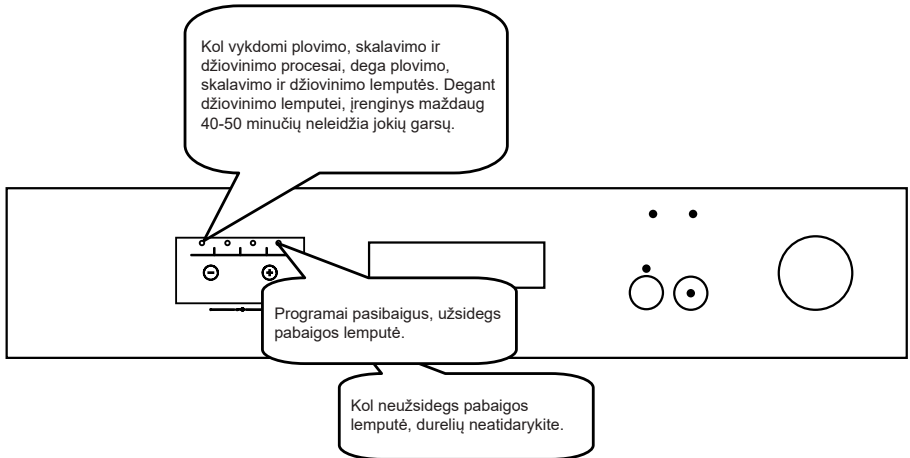 Kol vykdomi plovimo, skalavimo ir
džiovinimo procesai, dega plovimo,
skalavimo ir džiovinimo lemputės. Degant
džiovinimo lemputei, įrenginys maždaug
40-50 minučių neleidžia jokių garsų.
Programai pasibaigus, užsidegs
pabaigos lemputė.
Kol neužsidegs pabaigos
lemputė, durelių neatidarykite.